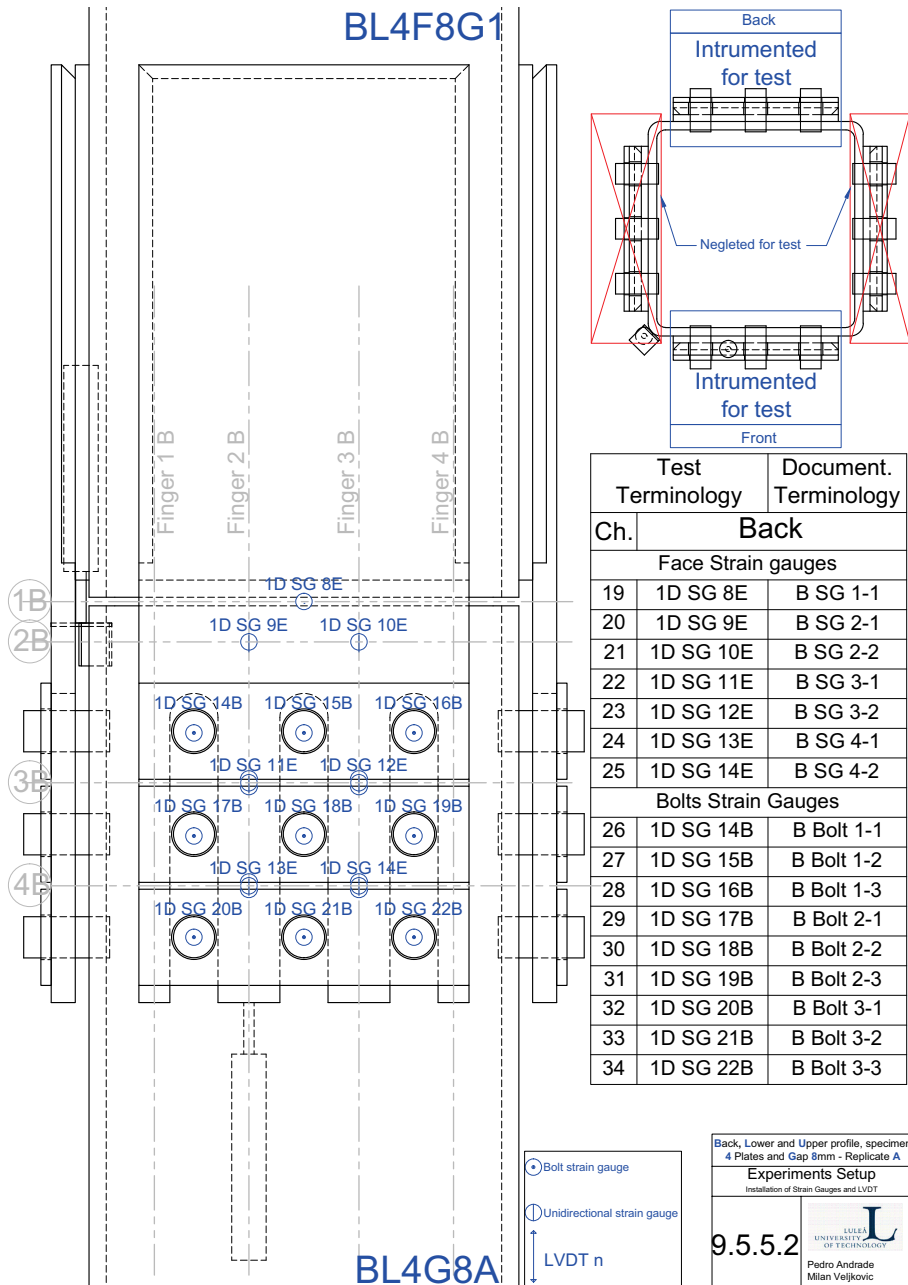 BL4F8G1
Back
Intrumented
for test
Negleted for test
Intrumented
for test
Front
Finger 1 B
Finger 2 B
Finger 3 B
Finger 4 B
1B
1D SG 8E
2B
1D SG 9E
1D SG 10E
1D SG 14B
1D SG 15B
1D SG 16B
1D SG 11E
1D SG 12E
3B
1D SG 17B
1D SG 18B
1D SG 19B
1D SG 13E
1D SG 14E
4B
1D SG 20B
1D SG 21B
1D SG 22B
Test Terminology
Document. Terminology
Ch. Back
Face Strain gauges
19 1D SG 8E B SG 1-1
20 1D SG 9E B SG 2-1
21 1D SG 10E B SG 2-2
22 1D SG 11E B SG 3-1
23 1D SG 12E B SG 3-2
24 1D SG 13E B SG 4-1
25 1D SG 14E B SG 4-2
Bolts Strain Gauges
26 1D SG 14B B Bolt 1-1
27 1D SG 15B B Bolt 1-2
28 1D SG 16B B Bolt 1-3
29 1D SG 17B B Bolt 2-1
30 1D SG 18B B Bolt 2-2
31 1D SG 19B B Bolt 2-3
32 1D SG 20B B Bolt 3-1
33 1D SG 21B B Bolt 3-2
34 1D SG 22B B Bolt 3-3
Bolt strain gauge
Unidirectional strain gauge
LVDT n
BL4G8A
Back, Lower and Upper profile, specimen
4 Plates and Gap 8mm - Replicate A
Experiments Setup
Installation of Strain Gauges and LVDT
9.5.5.2
L
LULEÅ
UNIVERSITY
OF TECHNOLOGY
Pedro Andrade
Milan Veljkovic